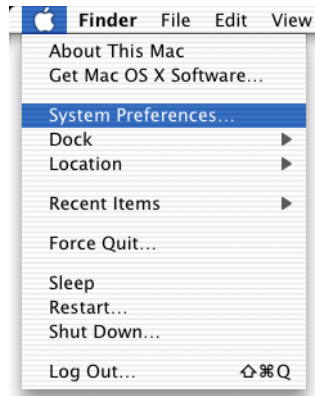 Finder File Edit View
About This Mac
Get Mac OS X Software...
System Preferences...
Dock
Location
Recent Items
Force Quit...
Sleep
Restart...
Shut Down...
Log Out... ⇧⌘Q